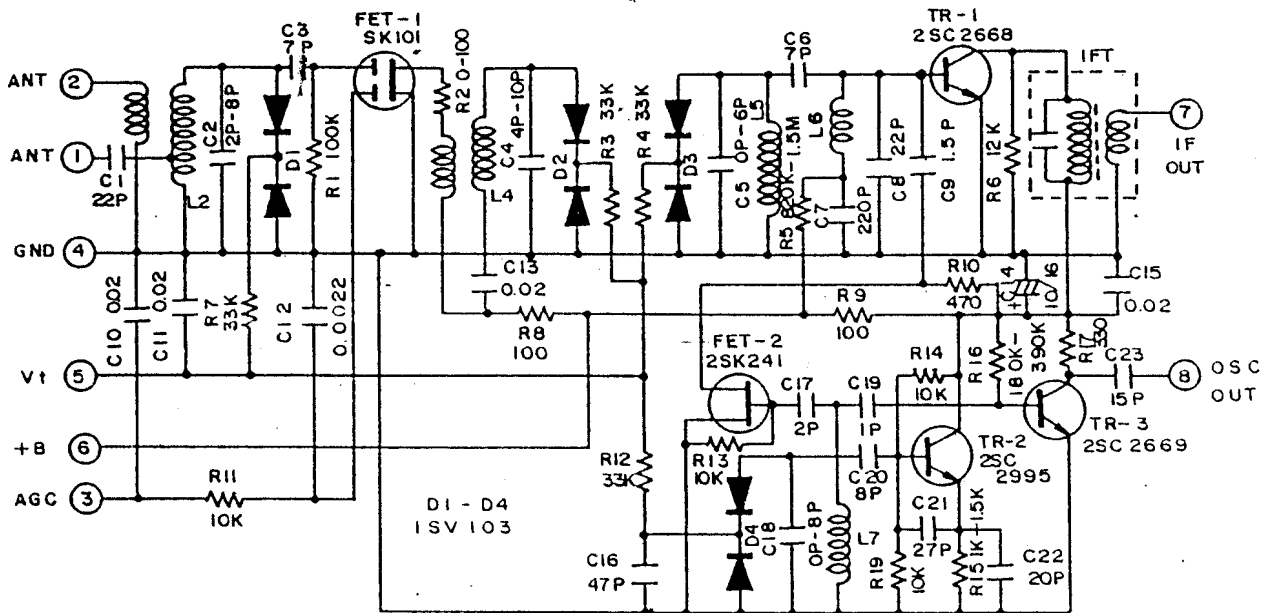 ANT 2
ANT 1
GND 4
Vt 5
+B 6
AGC 3
C1
22P
L2
C2
12P-8P
C3
7P
D1
R1 100K
FET-1
SK101
R2 0-100
L4
C4
4P-10P
D2
R3 33K
R4 33K
D3
C5
0P-6P
L5
C6
7P
L6
R5 820K-1.5M
C7
220P
C8 22P
C9 1.5P
TR-1
2SC2668
R6 12K
IFT
7
IF
OUT
C10 0.02
C11 0.02
R7
33K
C12
0.0022
C13
0.02
R8
100
R9
100
R10
470
+C14
10/16
C15
0.02
FET-2
2SK241
R14
10K
R16
180K-
390K
R17
330
C23
15P
8 OSC
OUT
C17
2P
C19
1P
TR-3
2SC2669
R11
10K
R12
33K
R13
10K
C20
8P
TR-2
2SC
2995
D1-D4
1SV103
C16
47P
D4
C18
0P-8P
L7
R19
10K
C21
27P
R15 1K-1.5K
C22
20P